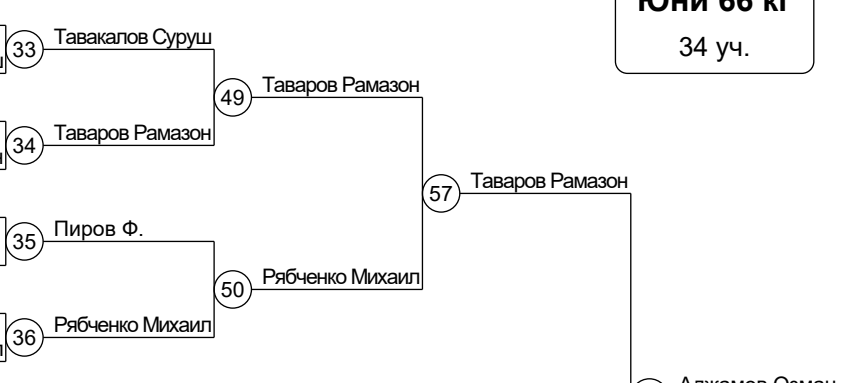 Юни 66 кг
34 уч.
33 Тавакалов Суруш
49 Таваров Рамазон
34 Таваров Рамазон
57 Таваров Рамазон
35 Пиров Ф.
50 Рябченко Михаил
36 Рябченко Михаил